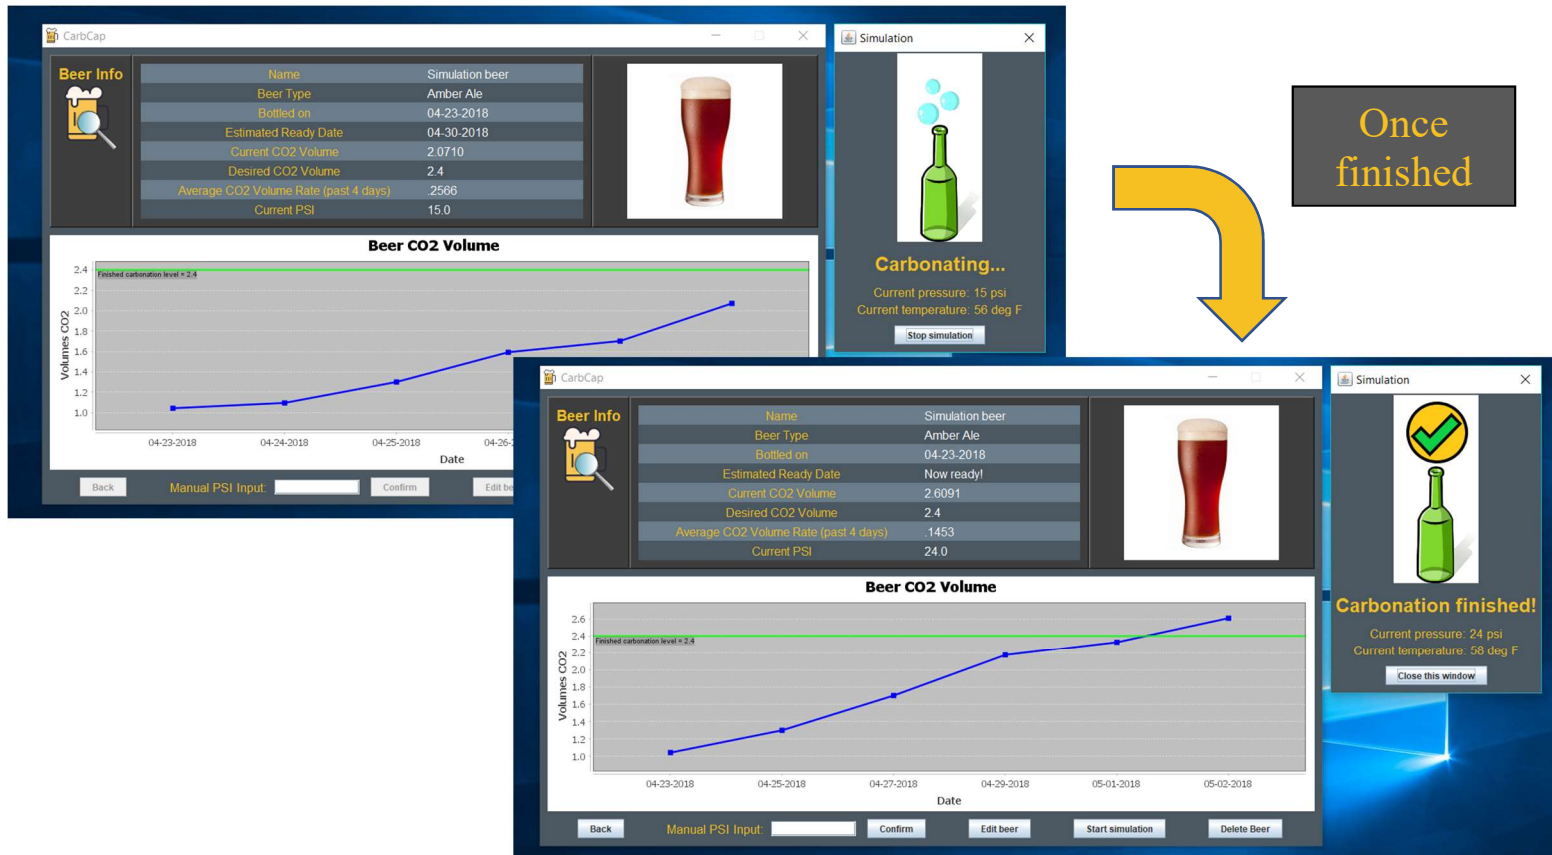 CarbCap
Beer Info
Name Simulation beer
Beer Type Amber Ale
Bottled on 04-23-2018
Estimated Ready Date 04-30-2018
Current CO2 Volume 2.0710
Desired CO2 Volume 2.4
Average CO2 Volume Rate (past 4 days) .2566
Current PSI 15.0
Beer CO2 Volume
2.4
Finished carbonation level = 2.4
2.2
2.0
1.8
1.6
1.4
1.2
1.0
Volumes CO2
04-23-2018 04-24-2018 04-25-2018 04-26-2
Date
Back Manual PSI Input: Confirm Edit be
Simulation
Carbonating...
Current pressure: 15 psi
Current temperature: 56 deg F
Stop simulation
Once
finished
CarbCap
Beer Info
Name Simulation beer
Beer Type Amber Ale
Bottled on 04-23-2018
Estimated Ready Date Now ready!
Current CO2 Volume 2.6091
Desired CO2 Volume 2.4
Average CO2 Volume Rate (past 4 days) .1453
Current PSI 24.0
Beer CO2 Volume
2.6
2.4
Finished carbonation level = 2.4
2.2
2.0
1.8
1.6
1.4
1.2
1.0
Volumes CO2
04-23-2018 04-25-2018 04-27-2018 04-29-2018 05-01-2018 05-02-2018
Date
Back Manual PSI Input: Confirm Edit beer Start simulation Delete Beer
Simulation
Carbonation finished!
Current pressure: 24 psi
Current temperature: 58 deg F
Close this window